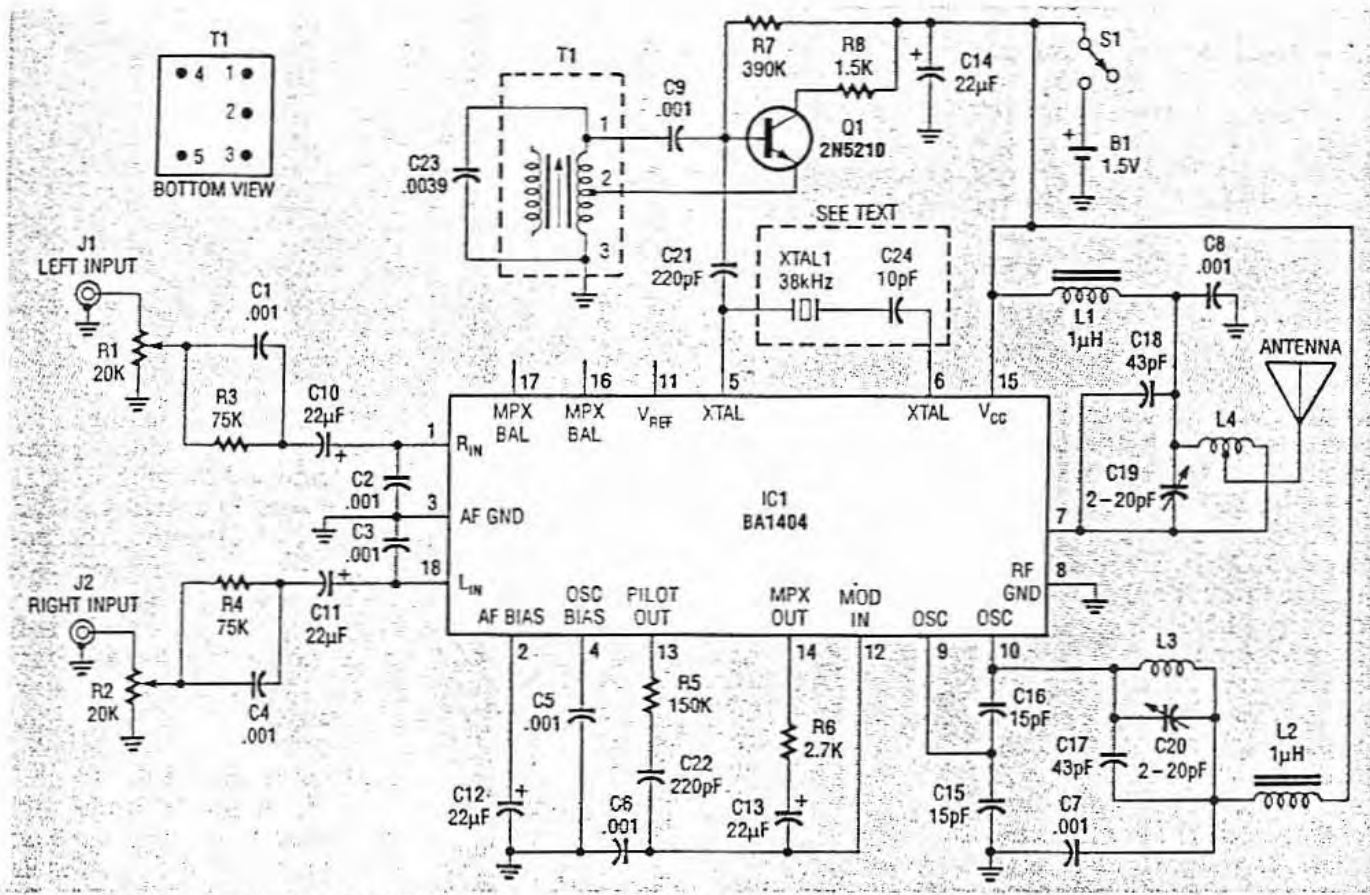 T1
4 1
2
5 3
BOTTOM VIEW
T1
1
2
3
C23
.0039
C9
.001
R7
390K
R8
1.5K
C14
22µF
+
S1
Q1
2N5210
B1
1.5V
+
SEE TEXT
XTAL1
38kHz
C24
10pF
C21
220pF
J1
LEFT INPUT
R1
20K
C1
.001
R3
75K
C10
22µF
+
C2
.001
C3
.001
J2
RIGHT INPUT
R2
20K
R4
75K
C4
.001
C11
22µF
+
17
16
11
5
6
15
MPX BAL
MPX BAL
VREF
XTAL
XTAL
VCC
1
RIN
3
AF GND
18
LIN
IC1
BA1404
7
8
RF GND
AF BIAS
OSC BIAS
PILOT OUT
MPX OUT
MOD IN
OSC
OSC
2
4
13
14
12
9
10
L1
1µH
C8
.001
C18
43pF
ANTENNA
L4
C19
2–20pF
C5
.001
R5
150K
C22
220pF
R6
2.7K
C12
22µF
+
C6
.001
C13
22µF
+
C16
15pF
C15
15pF
L3
C17
43pF
C20
2–20pF
C7
.001
L2
1µH